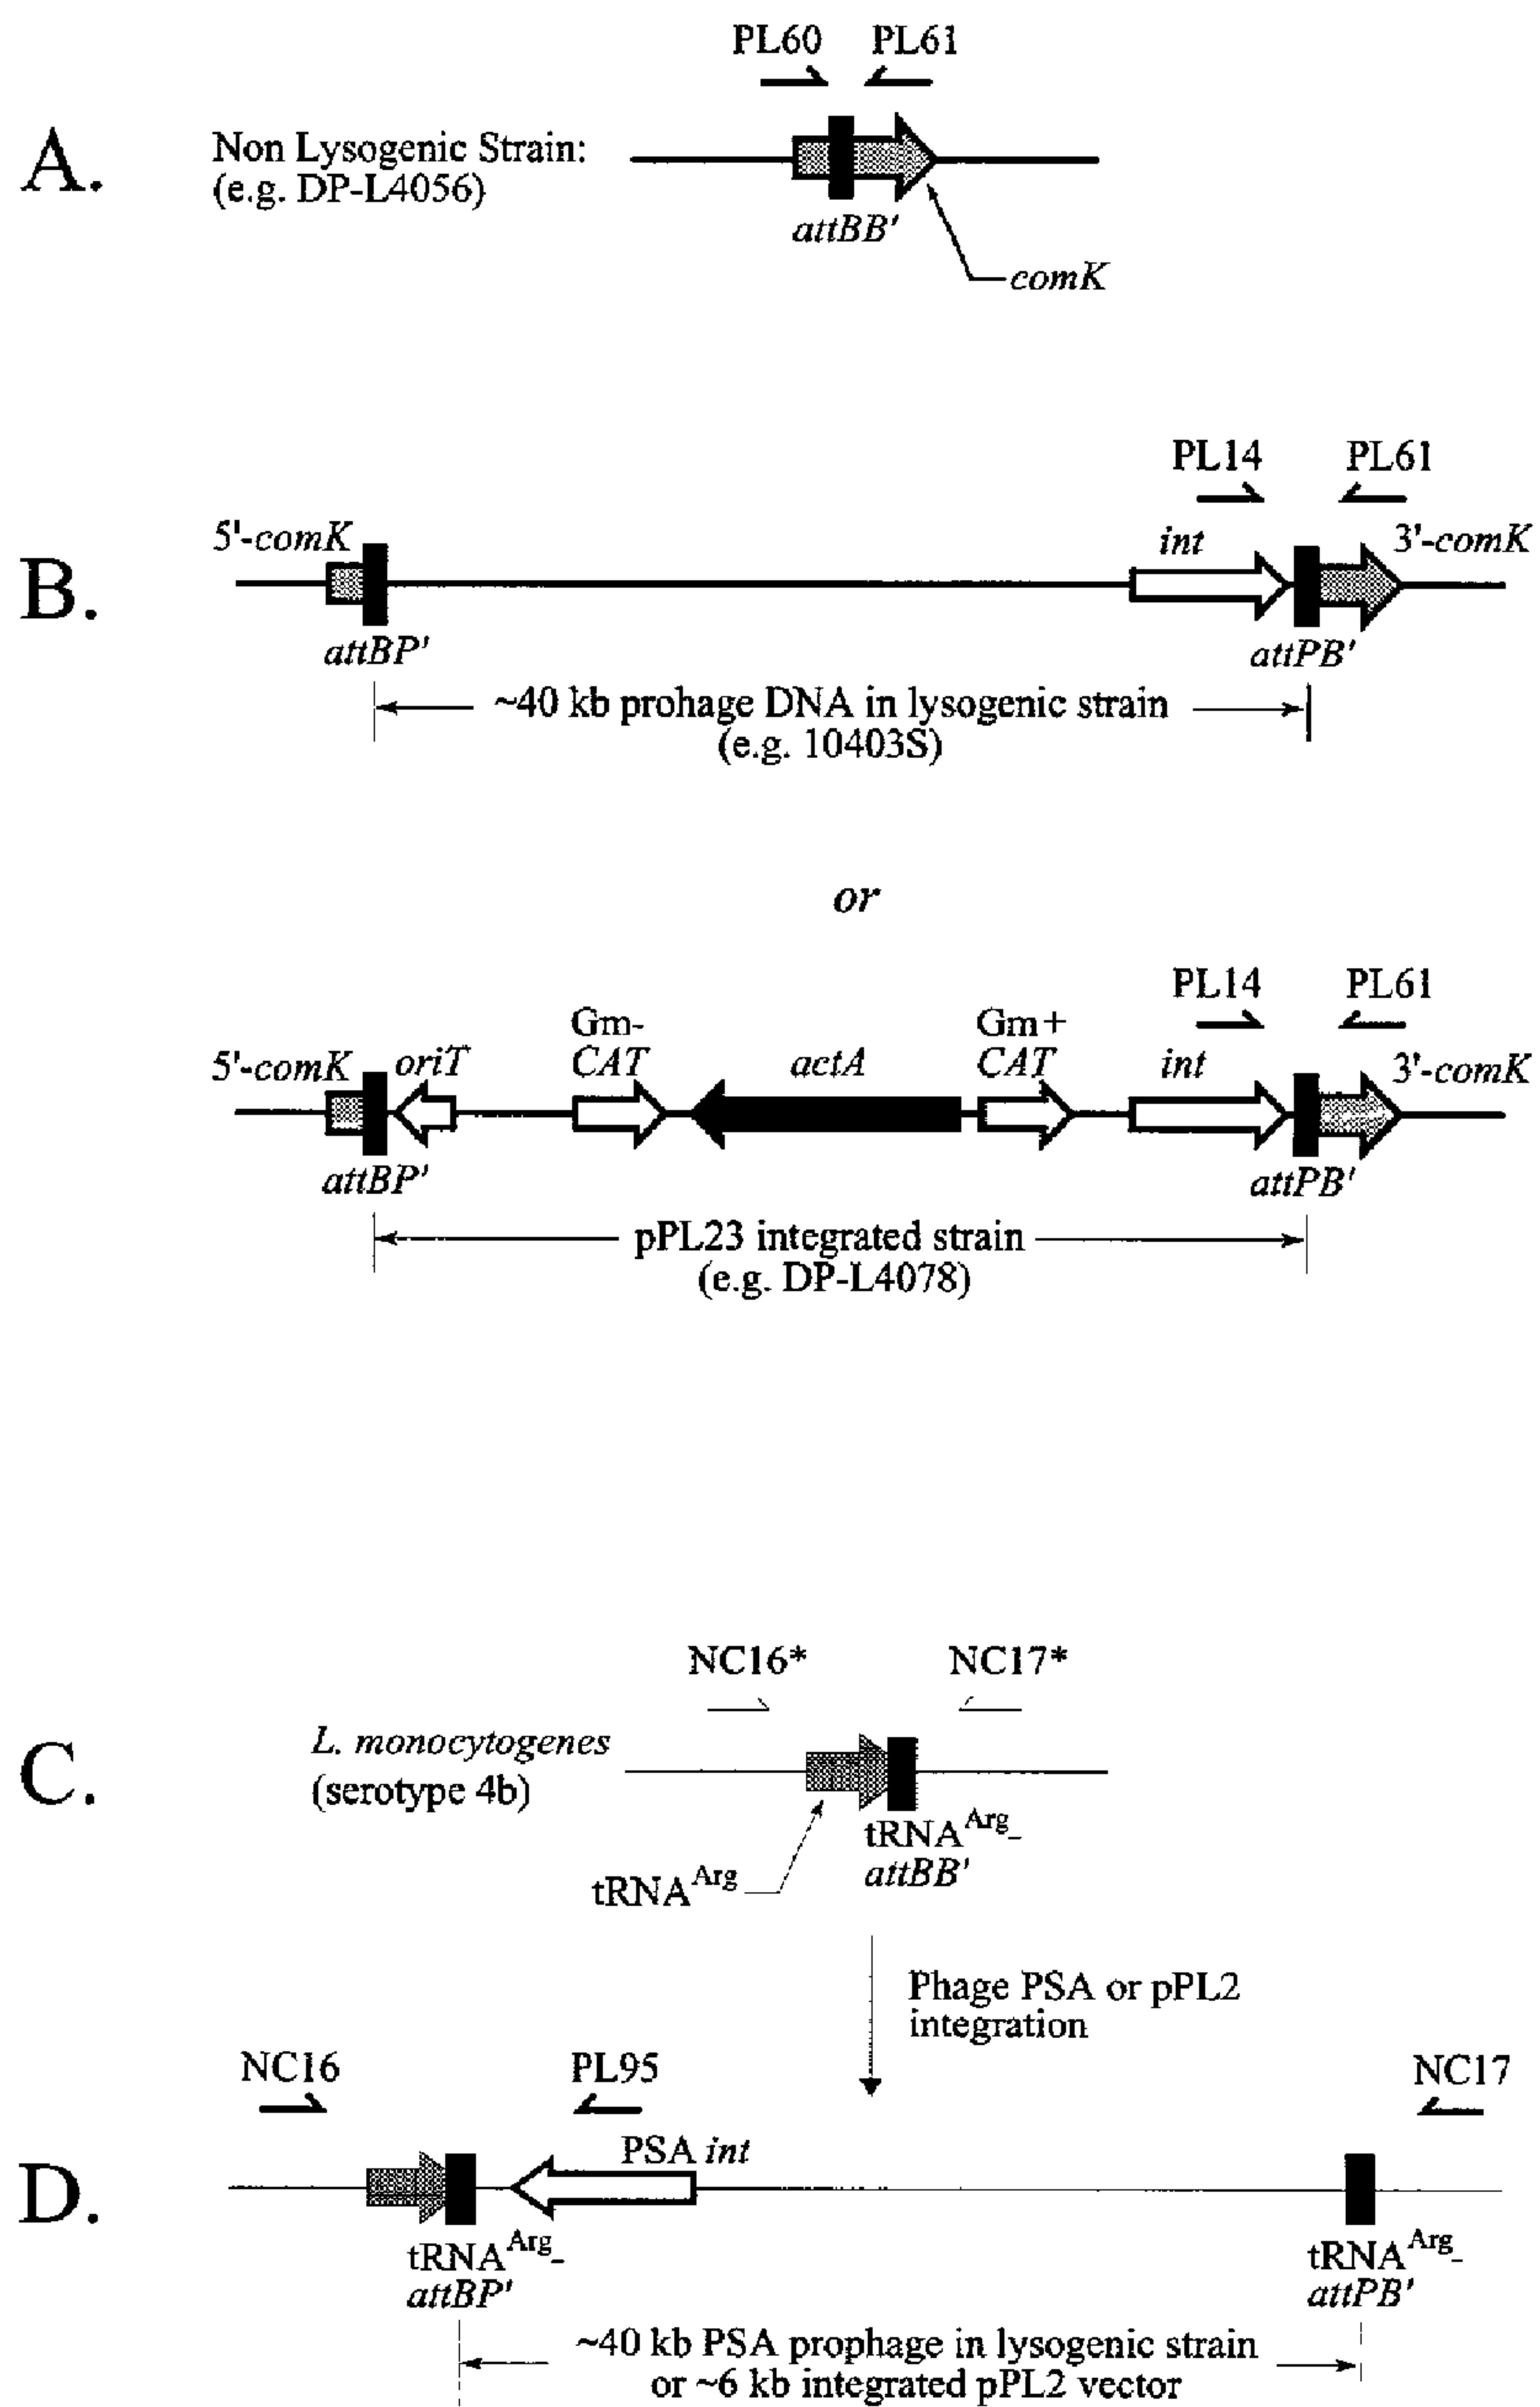 PL60 PL61
A.
Non Lysogenic Strain:
(e.g. DP-L4056)
attBB'
comK
PL14 PL61
5'-comK int 3'-comK
B.
attBP' attPB'
~40 kb prohage DNA in lysogenic strain
(e.g. 10403S)
or
PL14 PL61
Gm- Gm+
5'-comK oriT CAT actA CAT int 3'-comK
attBP' attPB'
pPL23 integrated strain
(e.g. DP-L4078)
NC16* NC17*
C.
L. monocytogenes
(serotype 4b)
tRNAArg-
attBB'
tRNAArg
Phage PSA or pPL2
integration
NC16 PL95 NC17
PSA int
D.
tRNAArg- tRNAArg-
attBP' attPB'
~40 kb PSA prophage in lysogenic strain
or ~6 kb integrated pPL2 vector